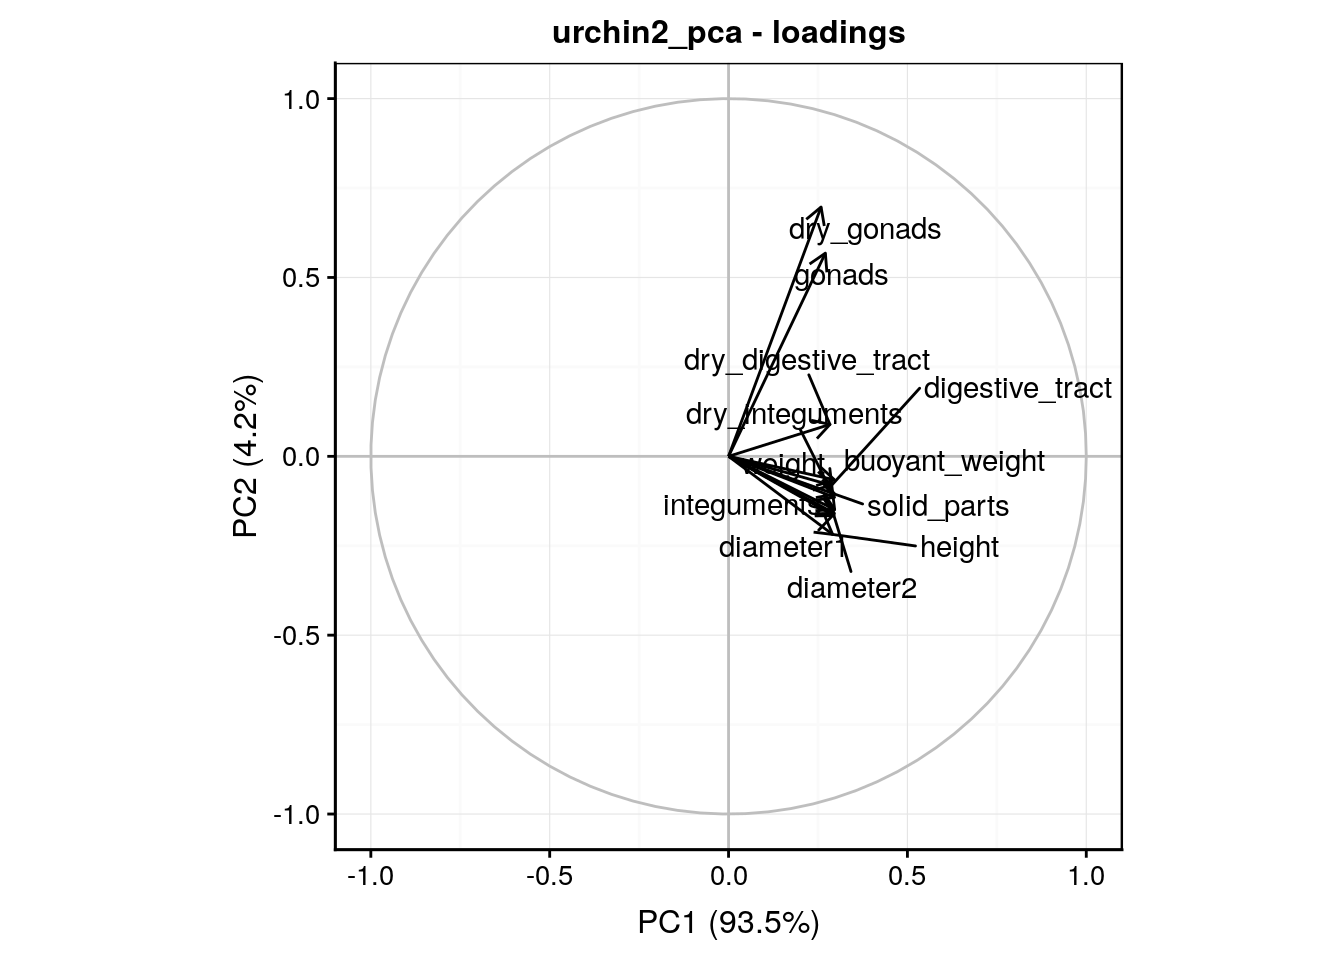 urchin2_pca - loadings
1.0
0.5
0.0
-0.5
-1.0
PC2 (4.2%)
dry_gonads
gonads
dry_digestive_tract
digestive_tract
dry_integuments
weight
buoyant_weight
integuments
solid_parts
diameter1
height
diameter2
-1.0
-0.5
0.0
0.5
1.0
PC1 (93.5%)